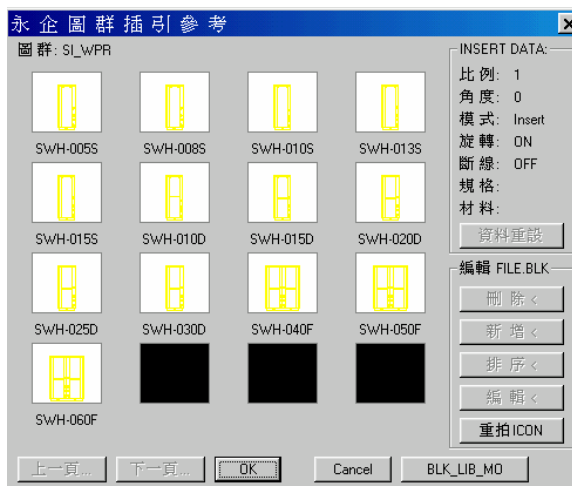 永企圖群插引參考
圖群: SI_WPR
SWH-005S SWH-008S SWH-010S SWH-013S
SWH-015S SWH-010D SWH-015D SWH-020D
SWH-025D SWH-030D SWH-040F SWH-050F
SWH-060F
INSERT DATA:
比例: 1
角度: 0
模式: Insert
旋轉: ON
斷線: OFF
規格:
材料:
資料重設
編輯 FILE.BLK
刪 除 <
新 增 <
排 序 <
編 輯 <
重拍ICON
上一頁... 下一頁... OK Cancel BLK_LIB_MO